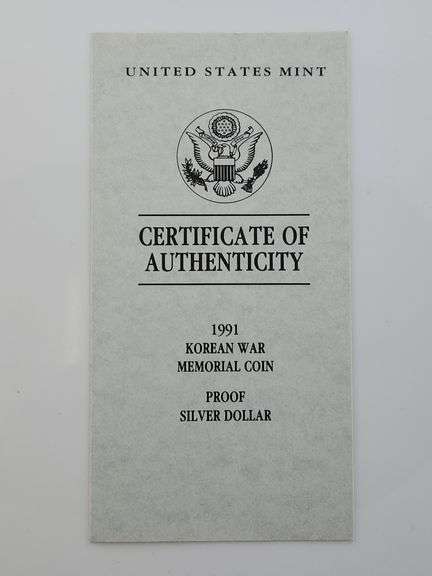 UNITED STATES MINT
CERTIFICATE OF
AUTHENTICITY
1991
KOREAN WAR
MEMORIAL COIN
PROOF
SILVER DOLLAR